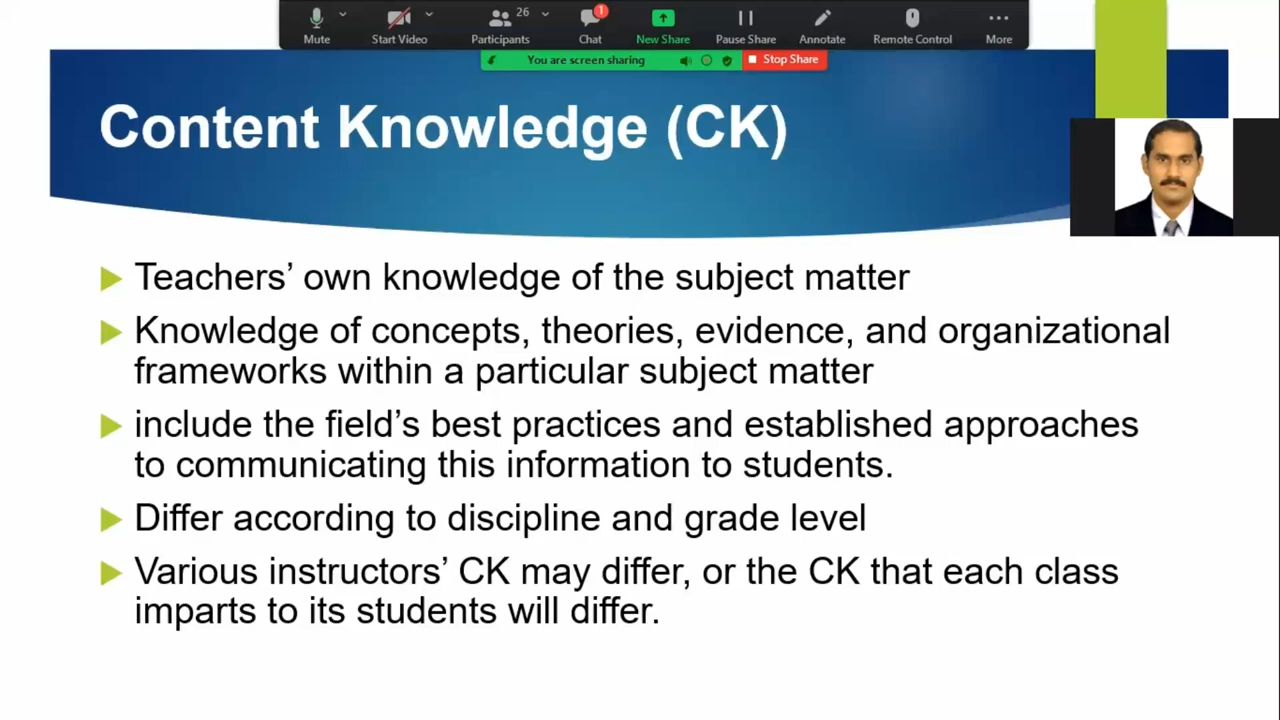 26
1
Mute
Start Video
Participants
Chat
New Share
Pause Share
Annotate
Remote Control
More
You are screen sharing
Stop Share
Content Knowledge (CK)
Teachers’ own knowledge of the subject matter
Knowledge of concepts, theories, evidence, and organizational
frameworks within a particular subject matter
include the field’s best practices and established approaches
to communicating this information to students.
Differ according to discipline and grade level
Various instructors’ CK may differ, or the CK that each class
imparts to its students will differ.